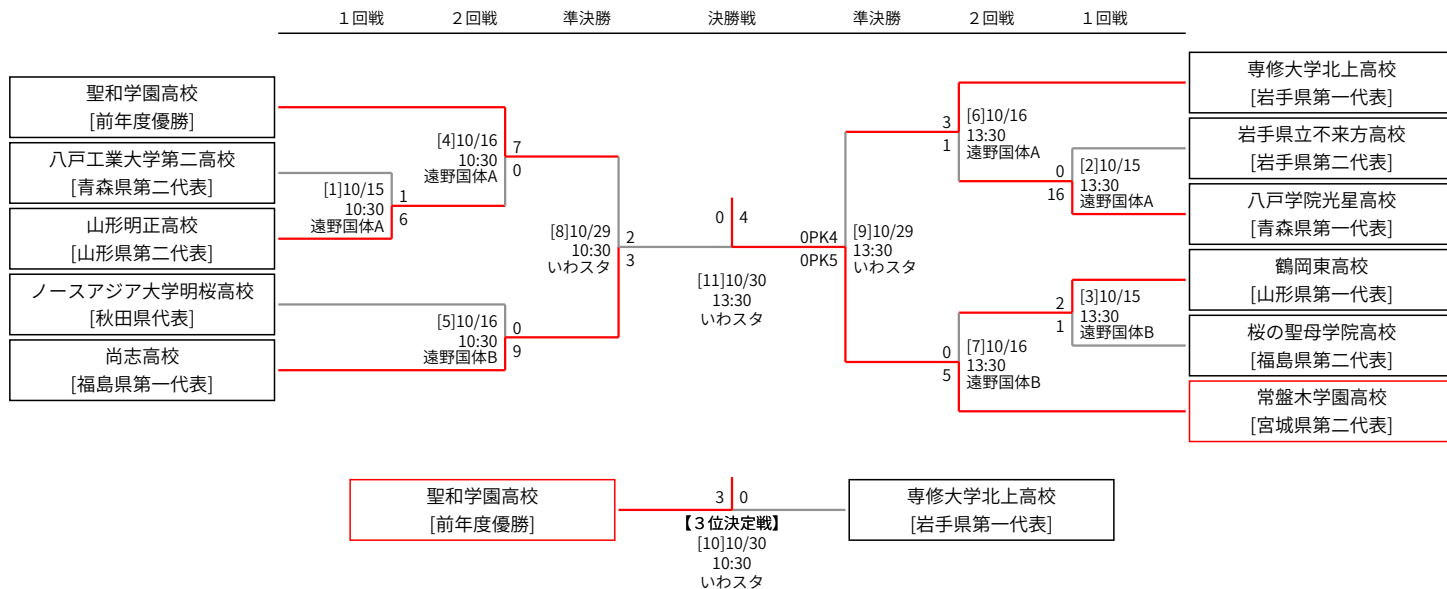 １回戦
２回戦
準決勝
決勝戦
準決勝
２回戦
１回戦
聖和学園高校
[前年度優勝]
八戸工業大学第二高校
[青森県第二代表]
山形明正高校
[山形県第二代表]
ノースアジア大学明桜高校
[秋田県代表]
尚志高校
[福島県第一代表]
[1]10/15
10:30
遠野国体A
1
6
[4]10/16
10:30
遠野国体A
7
0
[5]10/16
10:30
遠野国体B
0
9
[8]10/29
10:30
いわスタ
2
3
0
4
[11]10/30
13:30
いわスタ
0PK4
0PK5
[9]10/29
13:30
いわスタ
3
1
[6]10/16
13:30
遠野国体A
0
16
[2]10/15
13:30
遠野国体A
2
1
[3]10/15
13:30
遠野国体B
0
5
[7]10/16
13:30
遠野国体B
専修大学北上高校
[岩手県第一代表]
岩手県立不来方高校
[岩手県第二代表]
八戸学院光星高校
[青森県第一代表]
鶴岡東高校
[山形県第一代表]
桜の聖母学院高校
[福島県第二代表]
常盤木学園高校
[宮城県第二代表]
聖和学園高校
[前年度優勝]
3
0
【３位決定戦】
[10]10/30
10:30
いわスタ
専修大学北上高校
[岩手県第一代表]